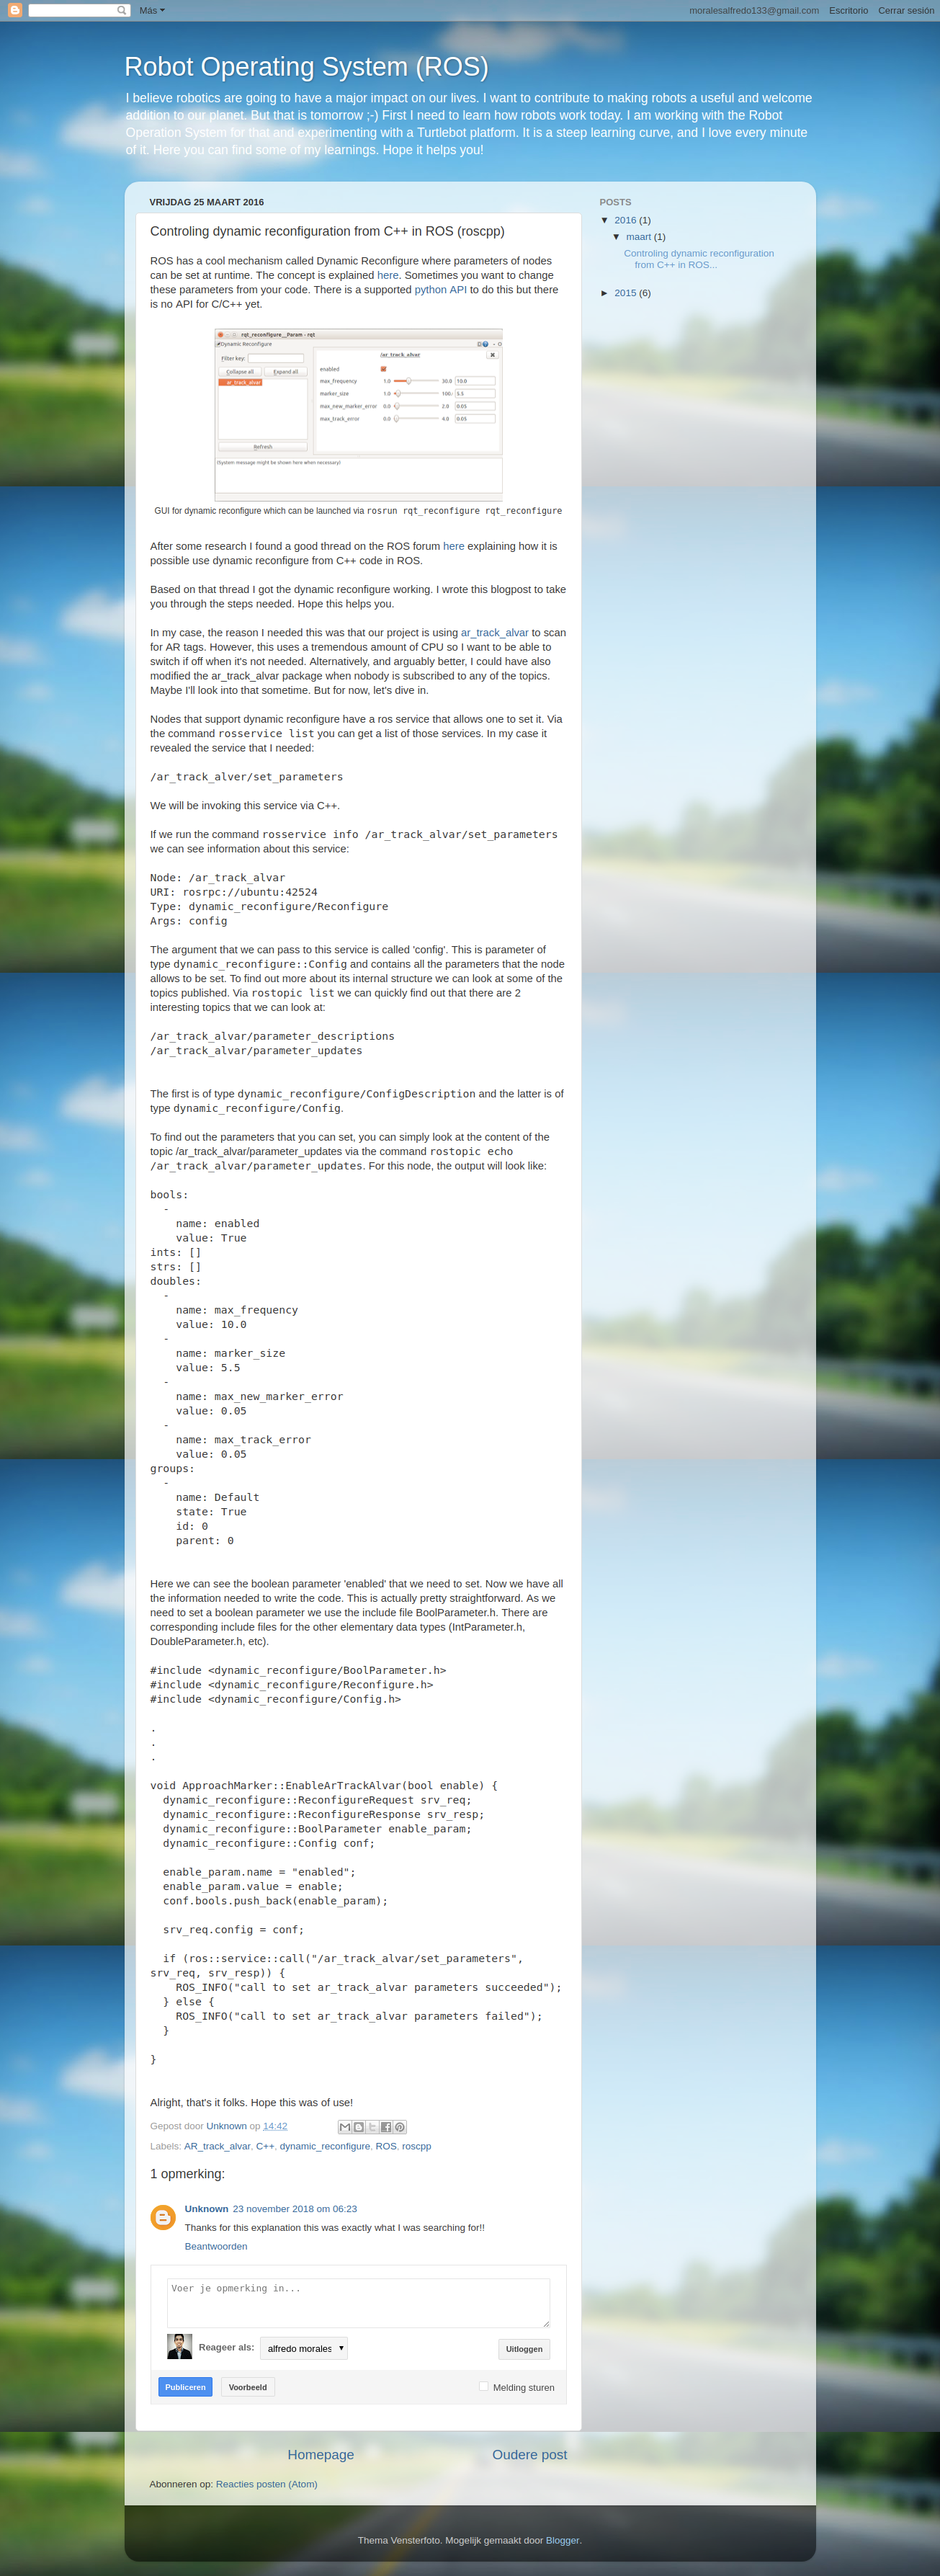 Más
moralesalfredo133@gmail.com Escritorio Cerrar sesión
Robot Operating System (ROS)
I believe robotics are going to have a major impact on our lives. I want to contribute to making robots a useful and welcome
addition to our planet. But that is tomorrow ;-) First I need to learn how robots work today. I am working with the Robot
Operation System for that and experimenting with a Turtlebot platform. It is a steep learning curve, and I love every minute
of it. Here you can find some of my learnings. Hope it helps you!
VRIJDAG 25 MAART 2016
Controling dynamic reconfiguration from C++ in ROS (roscpp)
ROS has a cool mechanism called Dynamic Reconfigure where parameters of nodes
can be set at runtime. The concept is explained here. Sometimes you want to change
these parameters from your code. There is a supported python API to do this but there
is no API for C/C++ yet.
rqt_reconfigure__Param - rqt
Dynamic Reconfigure
Filter key:
Collapse all Expand all
ar_track_alvar
Refresh
/ar_track_alvar
enabled
max_frequency 1.0 30.0 10.0
marker_size 1.0 100. 5.5
max_new_marker_error 0.0 2.0 0.05
max_track_error 0.0 4.0 0.05
(System message might be shown here when necessary)
GUI for dynamic reconfigure which can be launched via rosrun rqt_reconfigure rqt_reconfigure
After some research I found a good thread on the ROS forum here explaining how it is
possible use dynamic reconfigure from C++ code in ROS.
Based on that thread I got the dynamic reconfigure working. I wrote this blogpost to take
you through the steps needed. Hope this helps you.
In my case, the reason I needed this was that our project is using ar_track_alvar to scan
for AR tags. However, this uses a tremendous amount of CPU so I want to be able to
switch if off when it's not needed. Alternatively, and arguably better, I could have also
modified the ar_track_alvar package when nobody is subscribed to any of the topics.
Maybe I'll look into that sometime. But for now, let's dive in.
Nodes that support dynamic reconfigure have a ros service that allows one to set it. Via
the command rosservice list you can get a list of those services. In my case it
revealed the service that I needed:
/ar_track_alver/set_parameters
We will be invoking this service via C++.
If we run the command rosservice info /ar_track_alvar/set_parameters
we can see information about this service:
Node: /ar_track_alvar
URI: rosrpc://ubuntu:42524
Type: dynamic_reconfigure/Reconfigure
Args: config
The argument that we can pass to this service is called 'config'. This is parameter of
type dynamic_reconfigure::Config and contains all the parameters that the node
allows to be set. To find out more about its internal structure we can look at some of the
topics published. Via rostopic list we can quickly find out that there are 2
interesting topics that we can look at:
/ar_track_alvar/parameter_descriptions
/ar_track_alvar/parameter_updates
The first is of type dynamic_reconfigure/ConfigDescription and the latter is of
type dynamic_reconfigure/Config.
To find out the parameters that you can set, you can simply look at the content of the
topic /ar_track_alvar/parameter_updates via the command rostopic echo
/ar_track_alvar/parameter_updates. For this node, the output will look like:
bools:
-
name: enabled
value: True
ints: []
strs: []
doubles:
-
name: max_frequency
value: 10.0
-
name: marker_size
value: 5.5
-
name: max_new_marker_error
value: 0.05
-
name: max_track_error
value: 0.05
groups:
-
name: Default
state: True
id: 0
parent: 0
Here we can see the boolean parameter 'enabled' that we need to set. Now we have all
the information needed to write the code. This is actually pretty straightforward. As we
need to set a boolean parameter we use the include file BoolParameter.h. There are
corresponding include files for the other elementary data types (IntParameter.h,
DoubleParameter.h, etc).
#include <dynamic_reconfigure/BoolParameter.h>
#include <dynamic_reconfigure/Reconfigure.h>
#include <dynamic_reconfigure/Config.h>
.
.
.
void ApproachMarker::EnableArTrackAlvar(bool enable) {
dynamic_reconfigure::ReconfigureRequest srv_req;
dynamic_reconfigure::ReconfigureResponse srv_resp;
dynamic_reconfigure::BoolParameter enable_param;
dynamic_reconfigure::Config conf;
enable_param.name = "enabled";
enable_param.value = enable;
conf.bools.push_back(enable_param);
srv_req.config = conf;
if (ros::service::call("/ar_track_alvar/set_parameters",
srv_req, srv_resp)) {
ROS_INFO("call to set ar_track_alvar parameters succeeded");
} else {
ROS_INFO("call to set ar_track_alvar parameters failed");
}
}
Alright, that's it folks. Hope this was of use!
Gepost door Unknown op 14:42
Labels: AR_track_alvar, C++, dynamic_reconfigure, ROS, roscpp
1 opmerking:
Unknown 23 november 2018 om 06:23
Thanks for this explanation this was exactly what I was searching for!!
Beantwoorden
Voer je opmerking in...
Reageer als: alfredo morales Uitloggen
Publiceren Voorbeeld Melding sturen
Homepage Oudere post
Abonneren op: Reacties posten (Atom)
POSTS
▼ 2016 (1)
▼ maart (1)
Controling dynamic reconfiguration
from C++ in ROS...
► 2015 (6)
Thema Vensterfoto. Mogelijk gemaakt door Blogger.